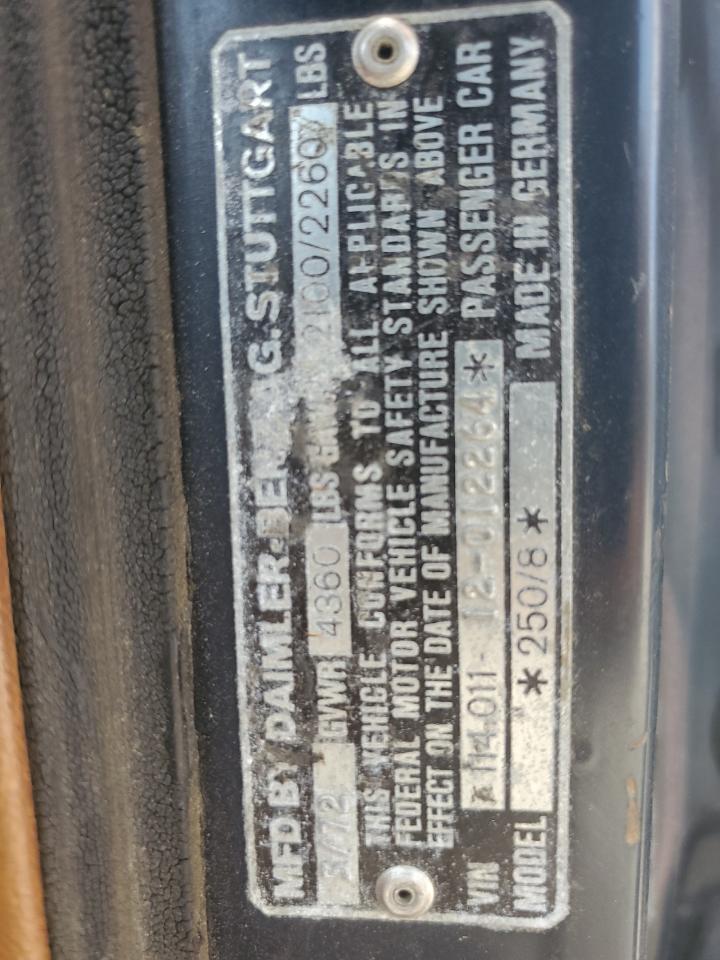 MFD BY DAIMLER-BENZ AG. STUTTGART
5/72 GVWR 4360 LBS GAWR 2100/2260 LBS
THIS VEHICLE CONFORMS TO ALL APPLICABLE
FEDERAL MOTOR VEHICLE SAFETY STANDARDS IN
EFFECT ON THE DATE OF MANUFACTURE SHOWN ABOVE
VIN *114.011-12-012264* PASSENGER CAR
MODEL *250/8* MADE IN GERMANY